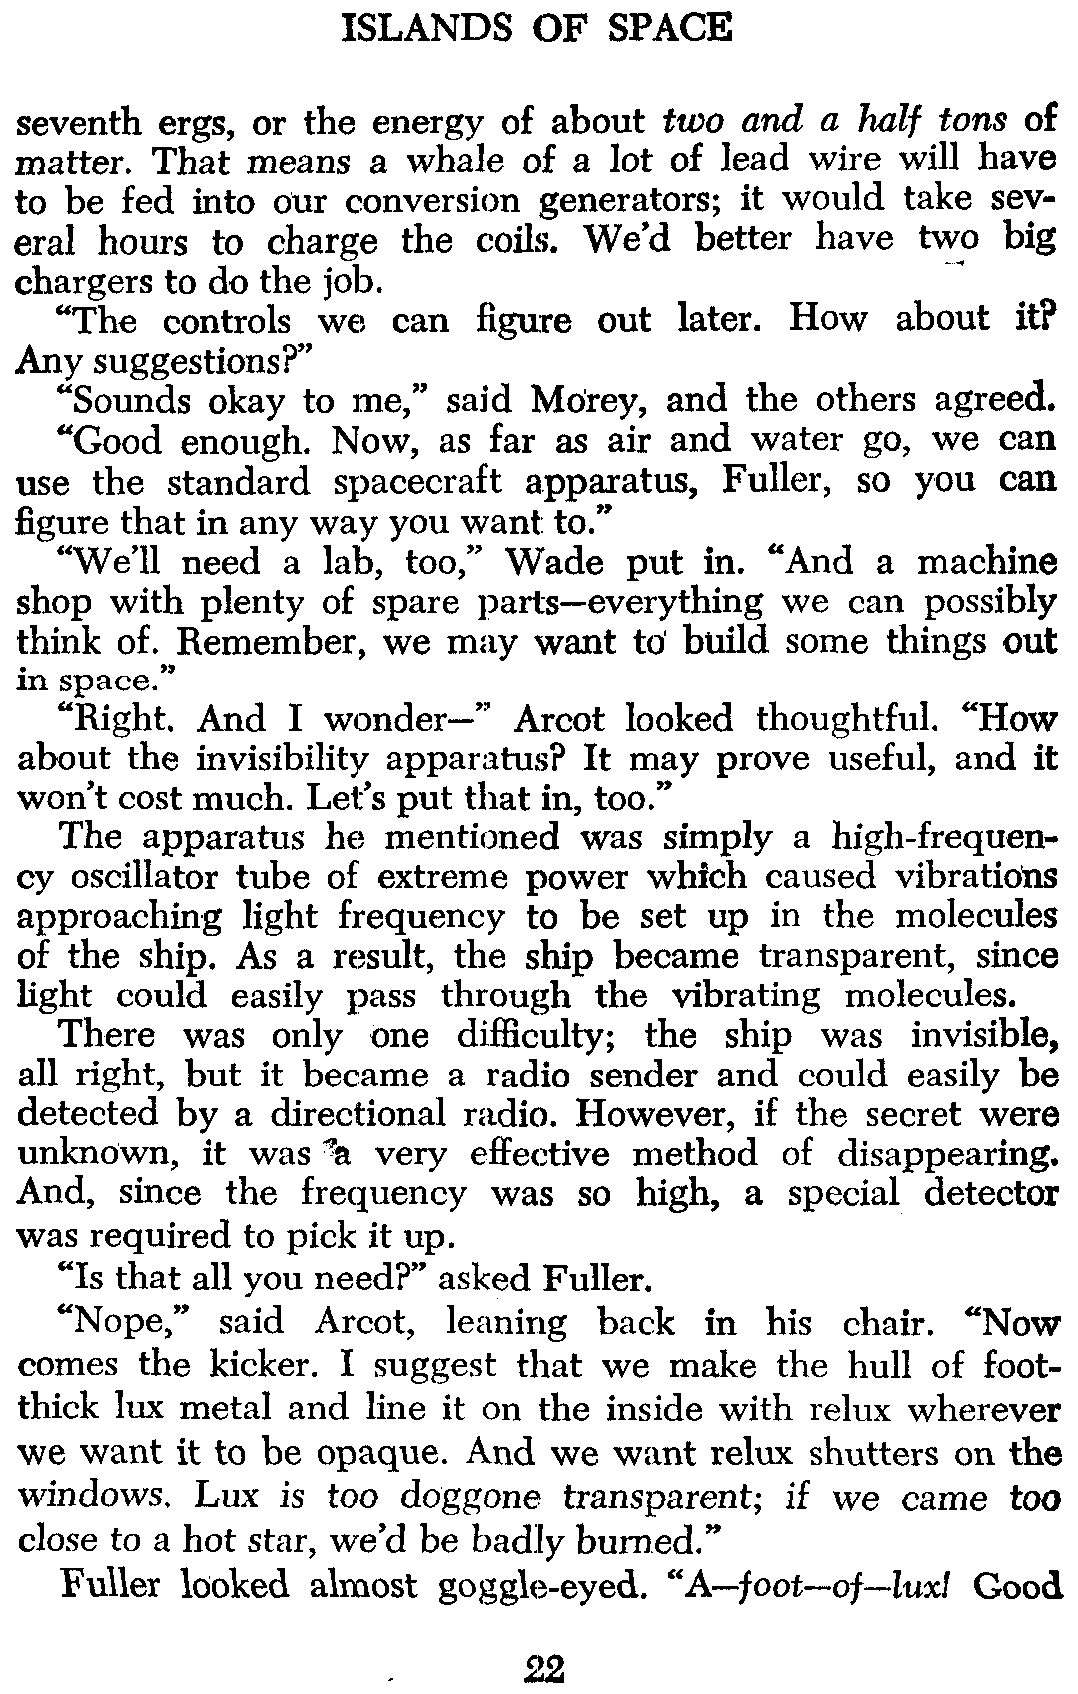 ISLANDS OF SPACE
seventh ergs, or the energy of about two and a half tons of
matter. That means a whale of a lot of lead wire will have
to be fed into our conversion generators; it would take sev-
eral hours to charge the coils. We'd better have two big
chargers to do the job.
"The controls we can figure out later. How about it?
Any suggestions?"
"Sounds okay to me," said Morey, and the others agreed.
"Good enough. Now, as far as air and water go, we can
use the standard spacecraft apparatus, Fuller, so you can
figure that in any way you want to."
"We'll need a lab, too," Wade put in. "And a machine
shop with plenty of spare parts—everything we can possibly
think of. Remember, we may want to build some things out
in space."
"Right. And I wonder—" Arcot looked thoughtful. "How
about the invisibility apparatus? It may prove useful, and it
won't cost much. Let's put that in, too."
The apparatus he mentioned was simply a high-frequen-
cy oscillator tube of extreme power which caused vibrations
approaching light frequency to be set up in the molecules
of the ship. As a result, the ship became transparent, since
light could easily pass through the vibrating molecules.
There was only one difficulty; the ship was invisible,
all right, but it became a radio sender and could easily be
detected by a directional radio. However, if the secret were
unknown, it was a very effective method of disappearing.
And, since the frequency was so high, a special detector
was required to pick it up.
"Is that all you need?" asked Fuller.
"Nope," said Arcot, leaning back in his chair. "Now
comes the kicker. I suggest that we make the hull of foot-
thick lux metal and line it on the inside with relux wherever
we want it to be opaque. And we want relux shutters on the
windows. Lux is too doggone transparent; if we came too
close to a hot star, we'd be badly burned."
Fuller looked almost goggle-eyed. "A—foot—of—lux! Good
22